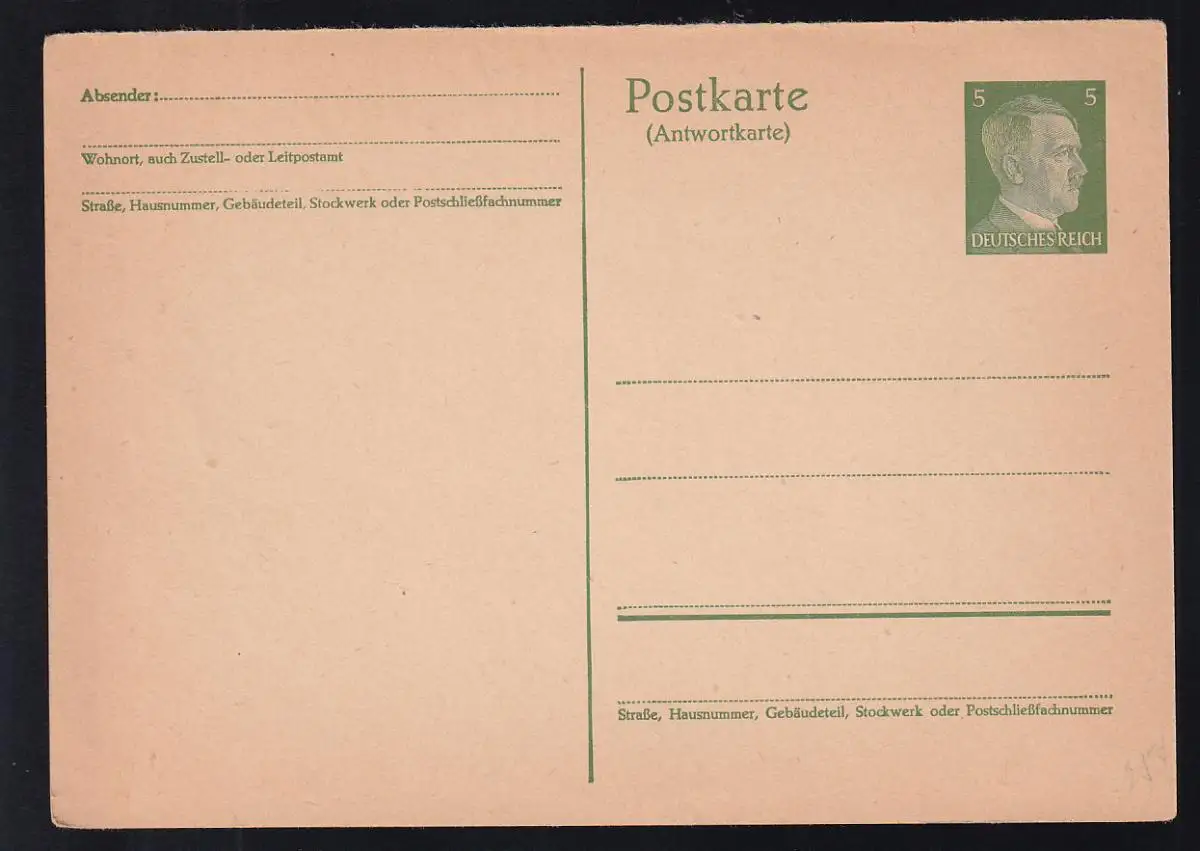 Absender:
Wohnort, auch Zustell- oder Leitpostamt
Straße, Hausnummer, Gebäudeteil, Stockwerk oder Postschließfachnummer
Postkarte
(Antwortkarte)
5 5
DEUTSCHES REICH
Straße, Hausnummer, Gebäudeteil, Stockwerk oder Postschließfachnummer